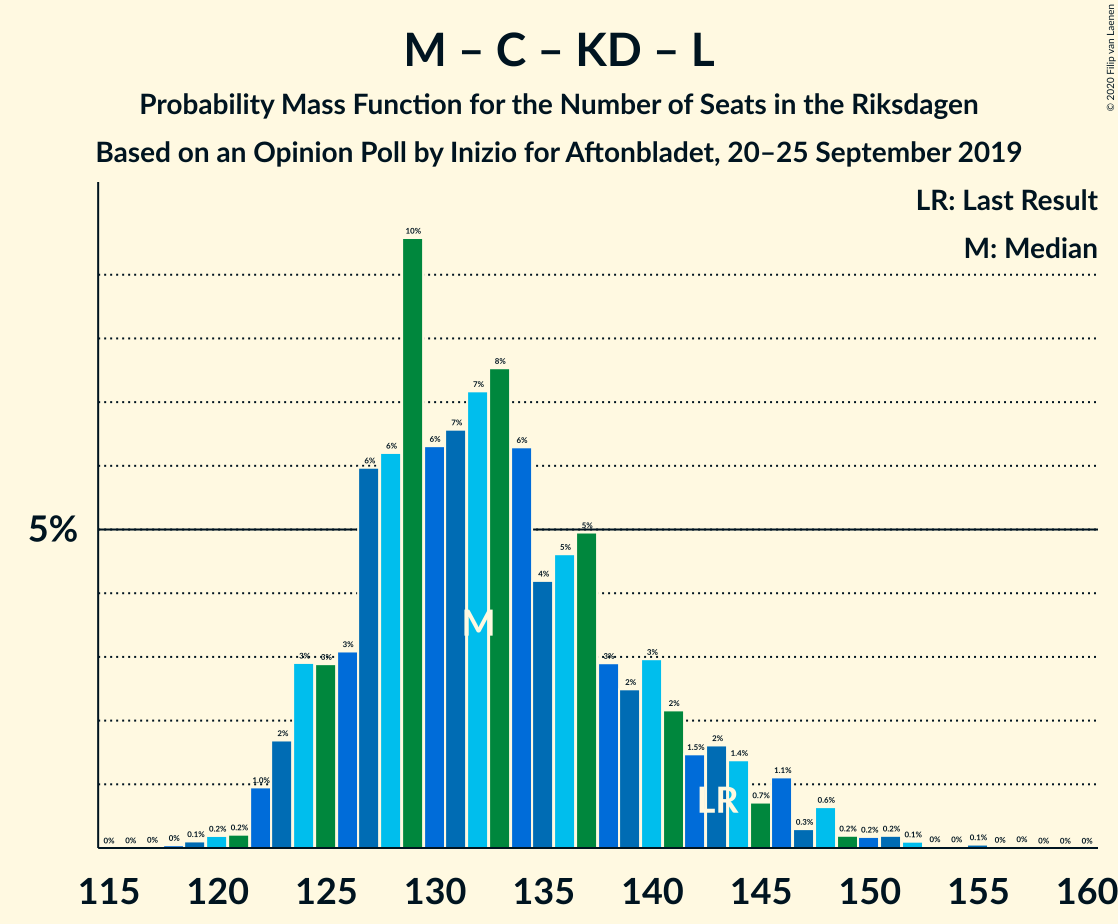 M – C – KD – L
Probability Mass Function for the Number of Seats in the Riksdagen
Based on an Opinion Poll by Inizio for Aftonbladet, 20–25 September 2019
© 2020 Filip van Laenen
LR: Last Result
M: Median
5%
0% 0% 0% 0% 0.1% 0.2% 0.2% 1.0% 2% 3% 3% 3% 6% 6% 10% 6% 7% 7% 8% 6% 4% 5% 5% 3% 2% 3% 2% 1.5% 2% 1.4% 0.7% 1.1% 0.3% 0.6% 0.2% 0.2% 0.2% 0.1% 0% 0% 0.1% 0% 0% 0% 0% 0%
M
LR
115 120 125 130 135 140 145 150 155 160